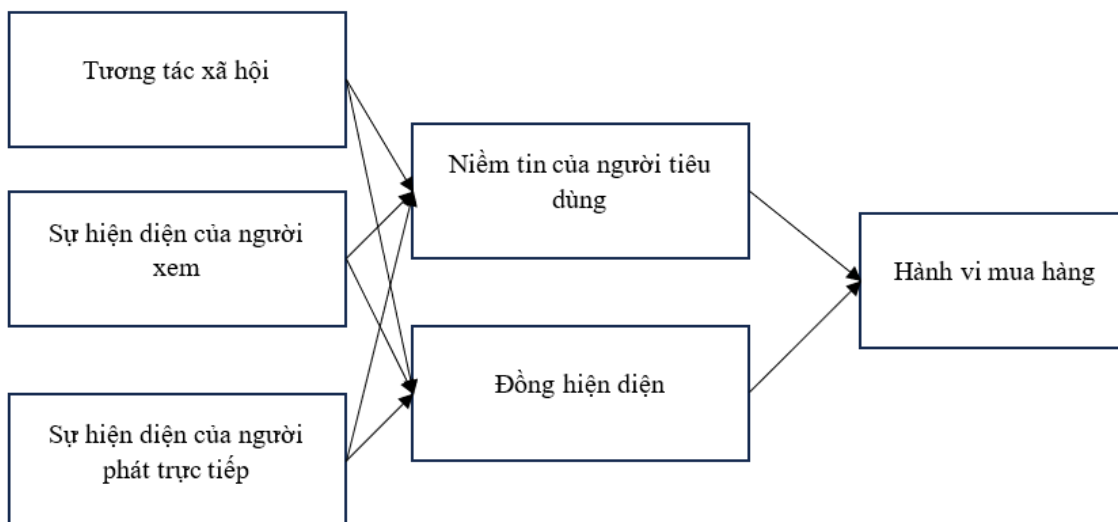 Tương tác xã hội
Sự hiện diện của người
xem
Sự hiện diện của người
phát trực tiếp
Niềm tin của người tiêu
dùng
Đồng hiện diện
Hành vi mua hàng